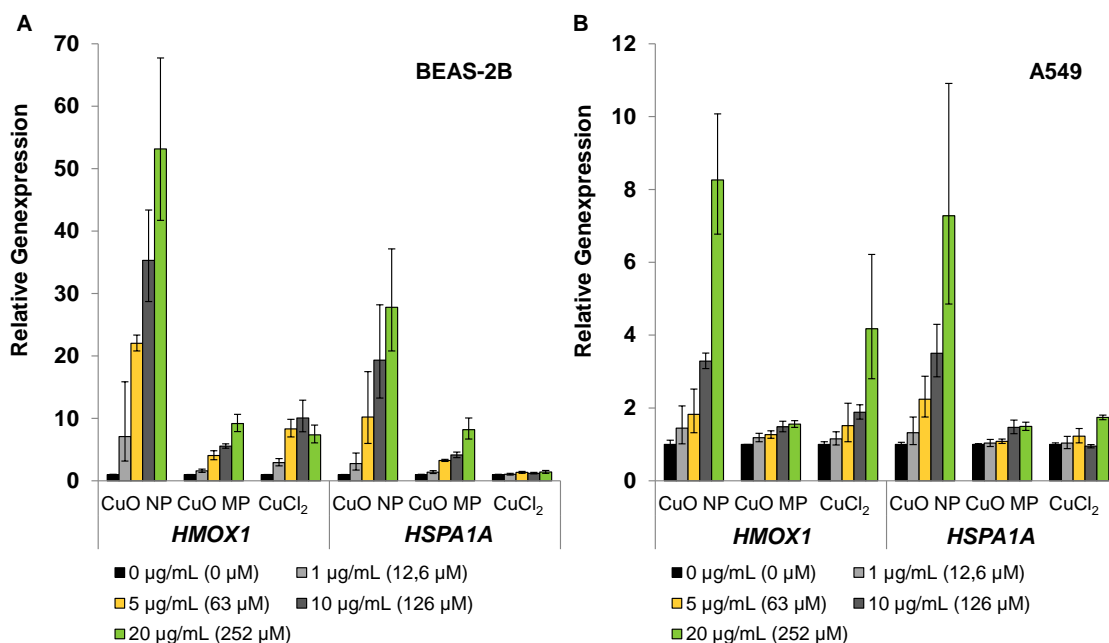 A
BEAS-2B
Relative Genexpression
70
60
50
40
30
20
10
0
CuO NP CuO MP CuCl₂ CuO NP CuO MP CuCl₂
HMOX1 HSPA1A
0 µg/mL (0 µM) 1 µg/mL (12,6 µM)
5 µg/mL (63 µM) 10 µg/mL (126 µM)
20 µg/mL (252 µM)
B
A549
Relative Genexpression
12
10
8
6
4
2
0
CuO NP CuO MP CuCl₂ CuO NP CuO MP CuCl₂
HMOX1 HSPA1A
0 µg/mL (0 µM) 1 µg/mL (12,6 µM)
5 µg/mL (63 µM) 10 µg/mL (126 µM)
20 µg/mL (252 µM)